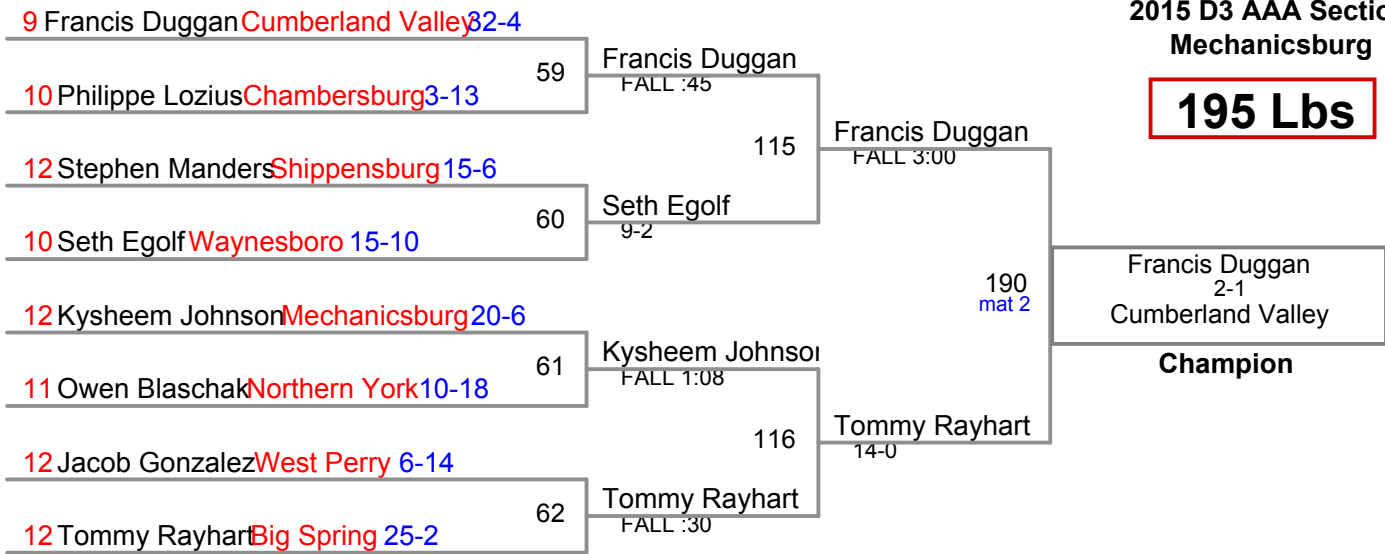 9 Francis Duggan Cumberland Valley 32-4
2015 D3 AAA Sectio
Mechanicsburg
195 Lbs
59
Francis Duggan
FALL :45
10 Philippe Lozius Chambersburg 3-13
115
Francis Duggan
FALL 3:00
12 Stephen Manders Shippensburg 15-6
60
Seth Egolf
9-2
10 Seth Egolf Waynesboro 15-10
190
mat 2
Francis Duggan
2-1
Cumberland Valley
Champion
12 Kysheem Johnson Mechanicsburg 20-6
61
Kysheem Johnson
FALL 1:08
11 Owen Blaschak Northern York 10-18
116
Tommy Rayhart
14-0
12 Jacob Gonzalez West Perry 6-14
62
Tommy Rayhart
FALL :30
12 Tommy Rayhart Big Spring 25-2